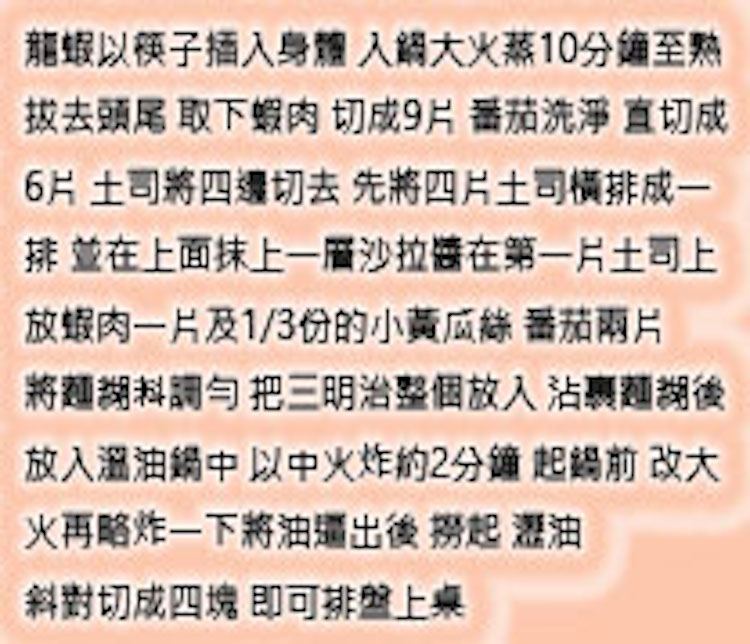 龍蝦以筷子插入身體 入鍋大火蒸10分鐘至熟
拔去頭尾 取下蝦肉 切成9片 番茄洗淨 直切成
6片 土司將四邊切去 先將四片土司橫排成一
排 並在上面抹上一層沙拉醬在第一片土司上
放蝦肉一片及1/3份的小黃瓜絲 番茄兩片
將麵糊料調勻 把三明治整個放入 沾裹麵糊後
放入溫油鍋中 以中火炸約2分鐘 起鍋前 改大
火再略炸一下將油逼出後 撈起 瀝油
斜對切成四塊 即可排盤上桌